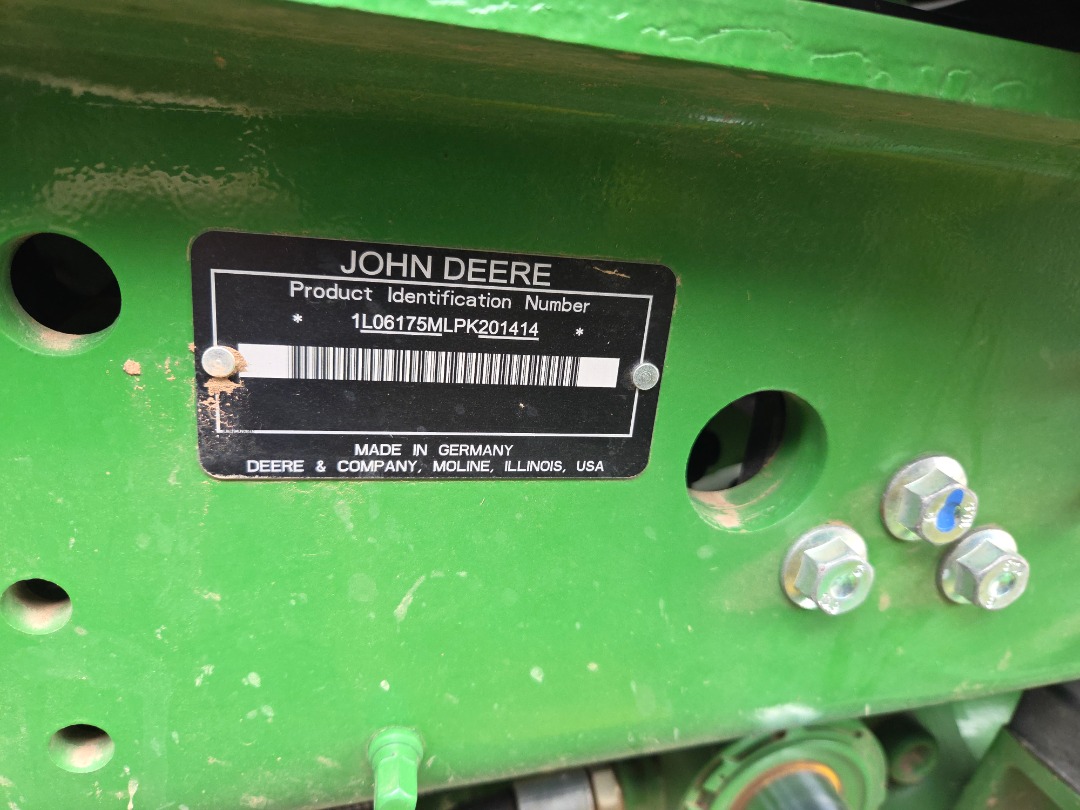 JOHN DEERE
Product Identification Number
* 1L06175MLPK201414 *
MADE IN GERMANY
DEERE & COMPANY, MOLINE, ILLINOIS, USA